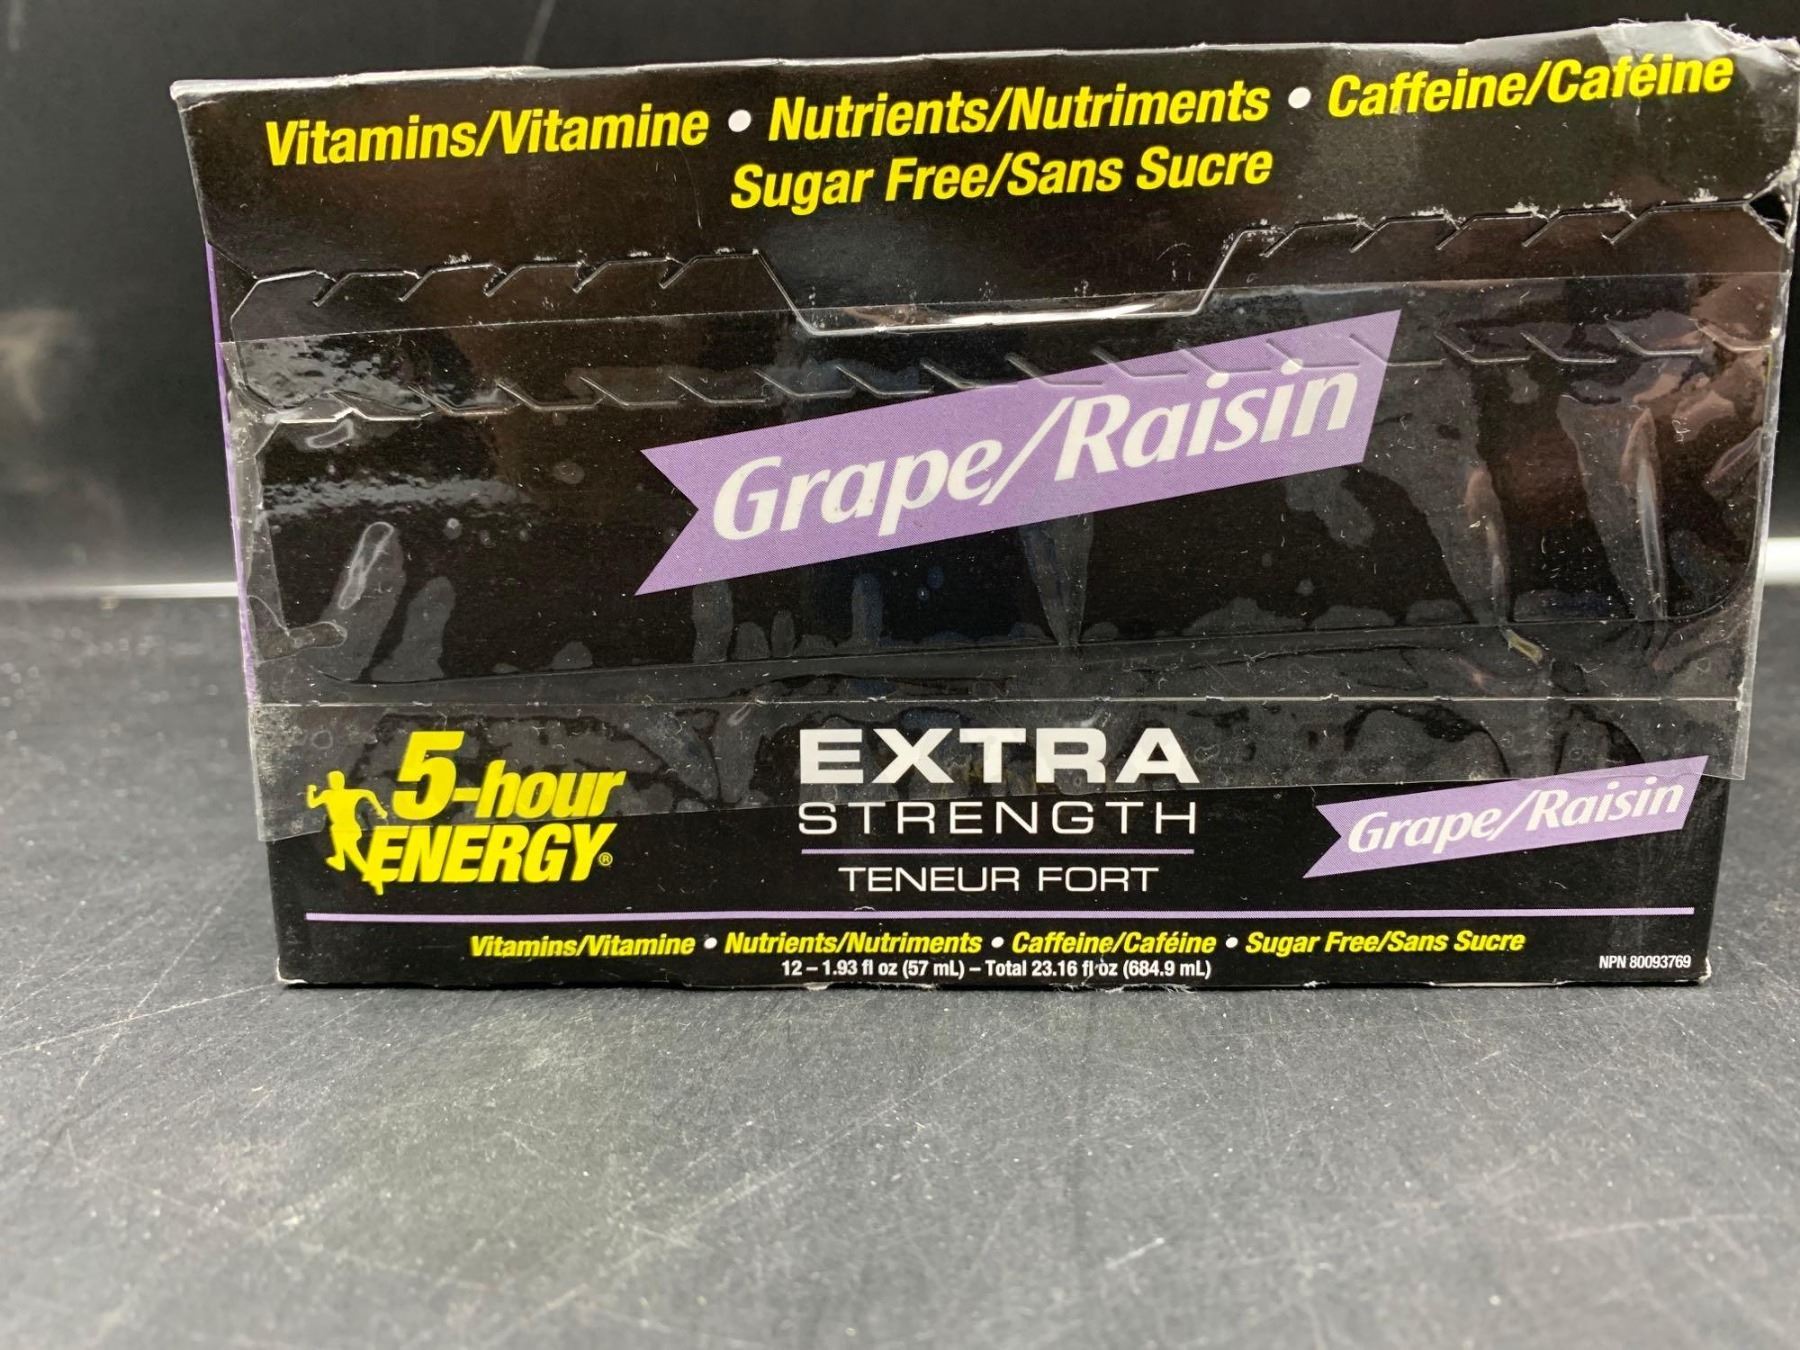 Vitamins/Vitamine • Nutrients/Nutriments • Caffeine/Caféine
Sugar Free/Sans Sucre
Grape/Raisin
5-hour
ENERGY®
EXTRA
STRENGTH
TENEUR FORT
Grape/Raisin
Vitamins/Vitamine • Nutrients/Nutriments • Caffeine/Caféine • Sugar Free/Sans Sucre
12 – 1.93 fl oz (57 mL) – Total 23.16 fl oz (684.9 mL)
NPN 80093769